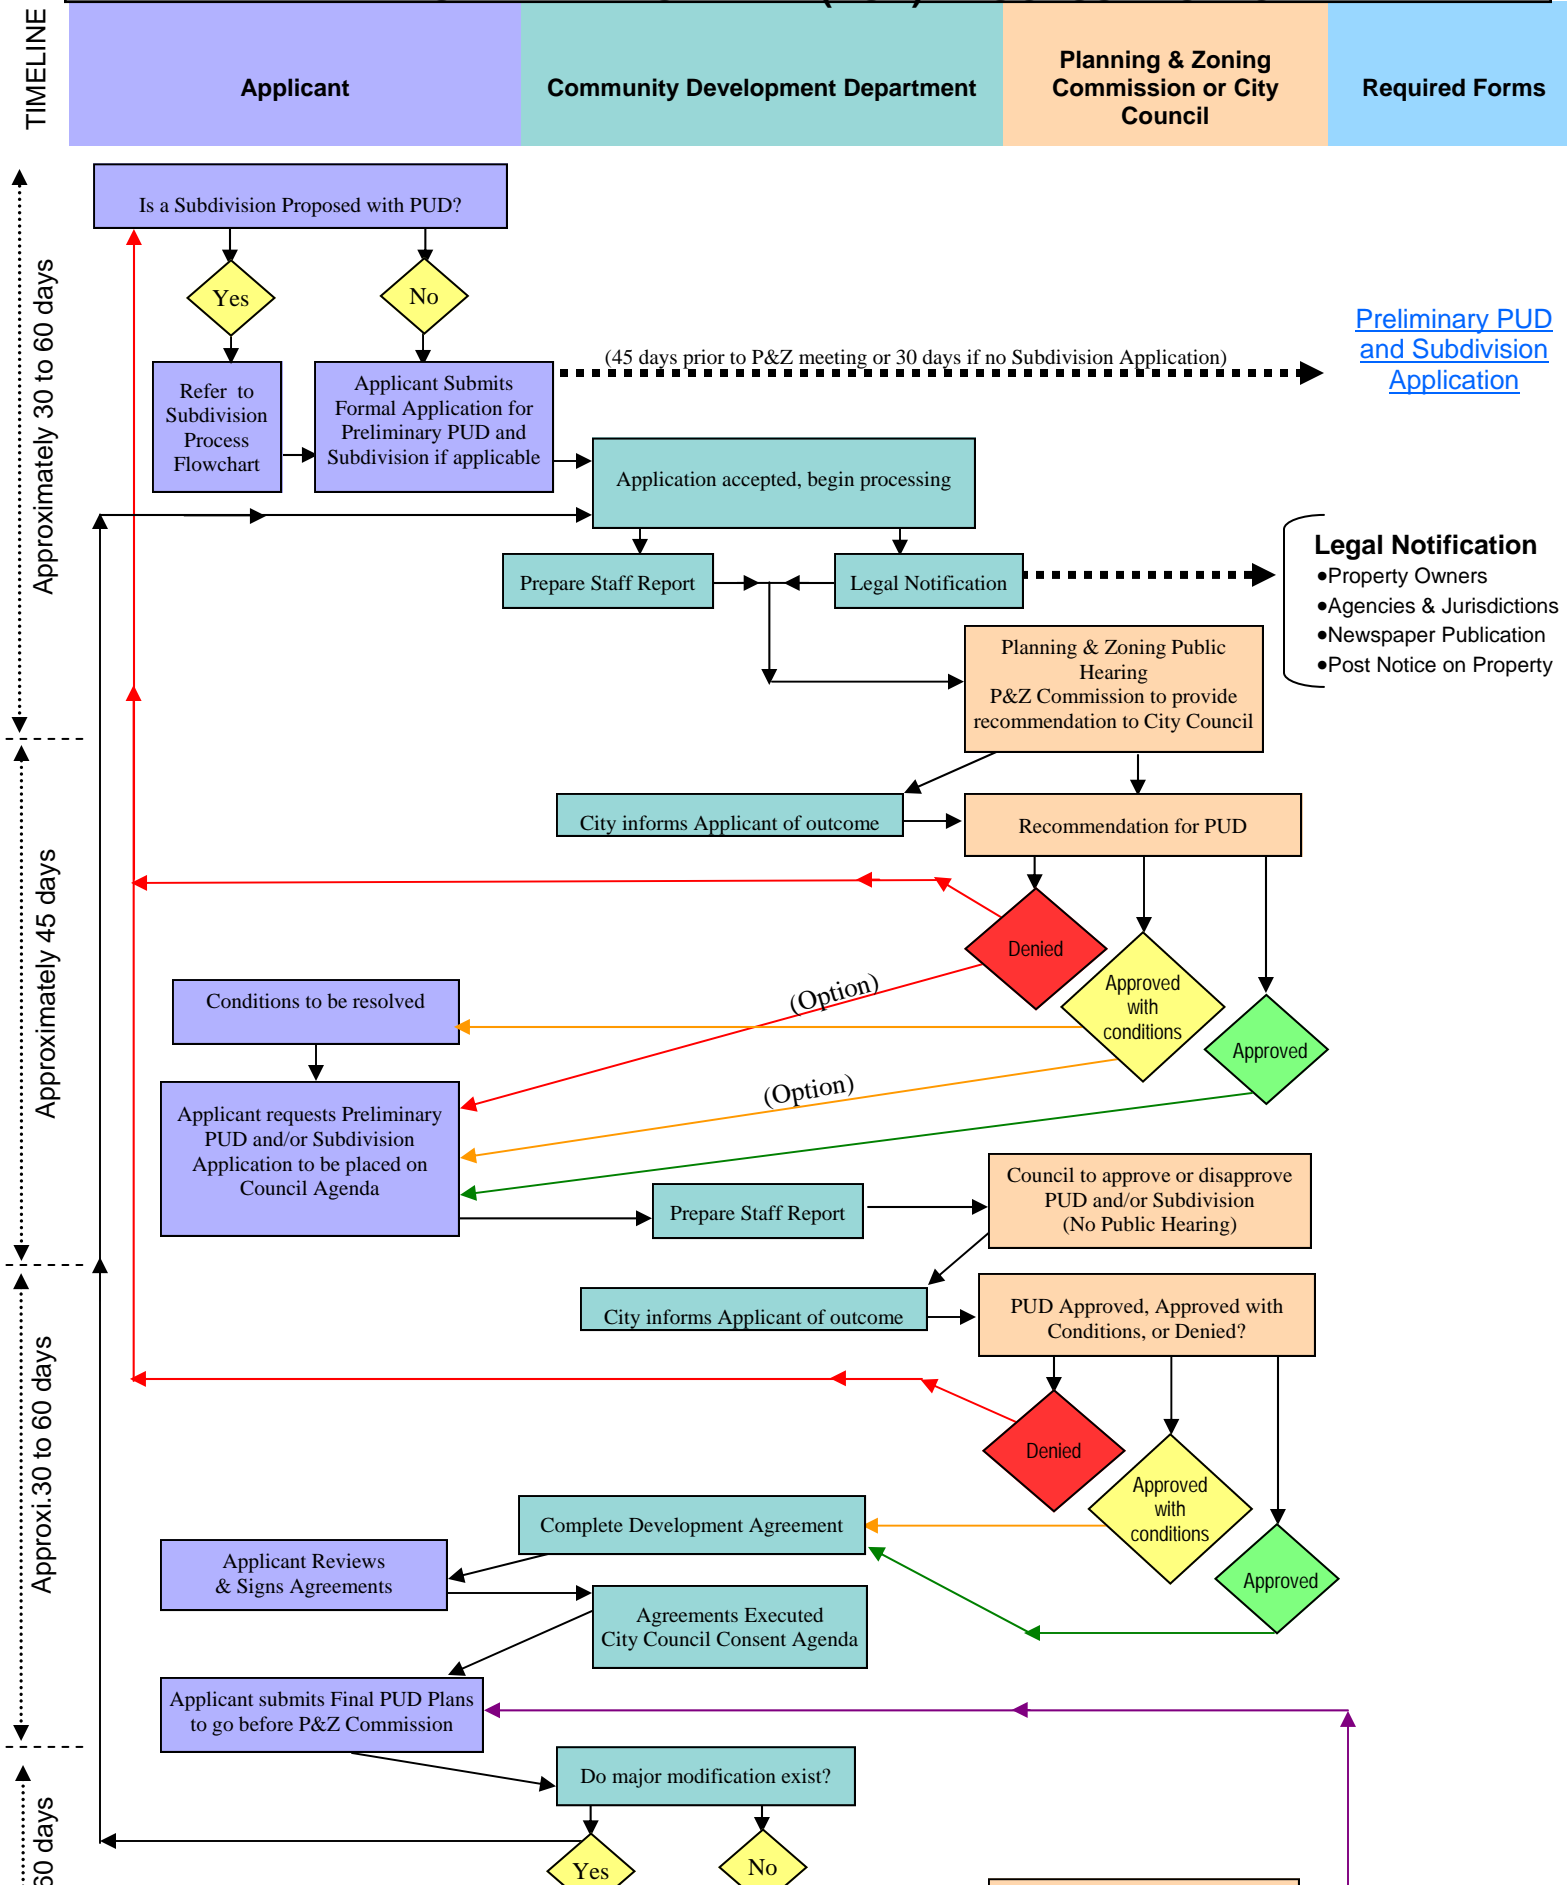 TIMELINE
Applicant
Community Development Department
Planning & Zoning
Commission or City
Council
Required Forms
Approximately 30 to 60 days
Is a Subdivision Proposed with PUD?
Yes
No
(45 days prior to P&Z meeting or 30 days if no Subdivision Application)
Preliminary PUD
and Subdivision
Application
Refer to
Subdivision
Process
Flowchart
Applicant Submits
Formal Application for
Preliminary PUD and
Subdivision if applicable
Application accepted, begin processing
Prepare Staff Report
Legal Notification
Legal Notification
•Property Owners
•Agencies & Jurisdictions
•Newspaper Publication
•Post Notice on Property
Planning & Zoning Public
Hearing
P&Z Commission to provide
recommendation to City Council
Approximately 45 days
City informs Applicant of outcome
Recommendation for PUD
Denied
Approved
with
conditions
Approved
(Option)
(Option)
Conditions to be resolved
Applicant requests Preliminary
PUD and/or Subdivision
Application to be placed on
Council Agenda
Prepare Staff Report
Council to approve or disapprove
PUD and/or Subdivision
(No Public Hearing)
Approxi.30 to 60 days
City informs Applicant of outcome
PUD Approved, Approved with
Conditions, or Denied?
Denied
Approved
with
conditions
Approved
Complete Development Agreement
Applicant Reviews
& Signs Agreements
Agreements Executed
City Council Consent Agenda
Applicant submits Final PUD Plans
to go before P&Z Commission
60 days
Do major modification exist?
Yes
No